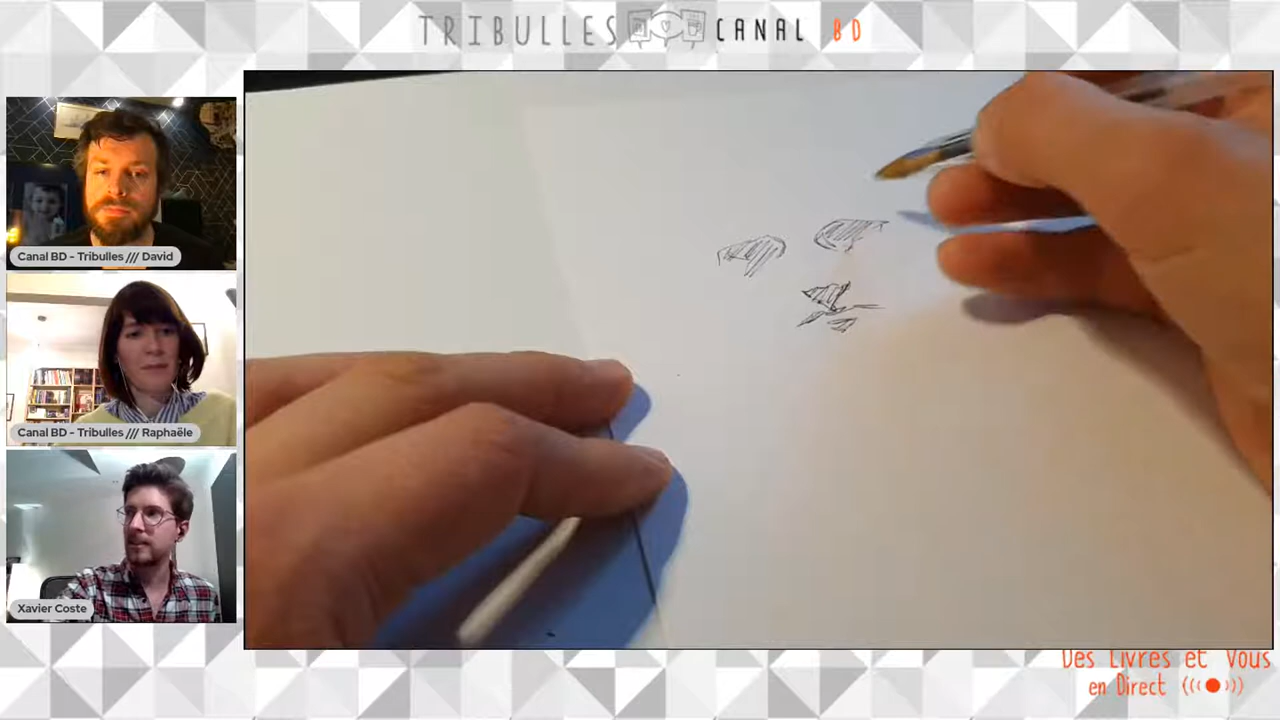 TRIBULLES CANAL BD
Canal BD - Tribulles /// David
Canal BD - Tribulles /// Raphaële
Xavier Coste
Des Livres et Vous
en Direct